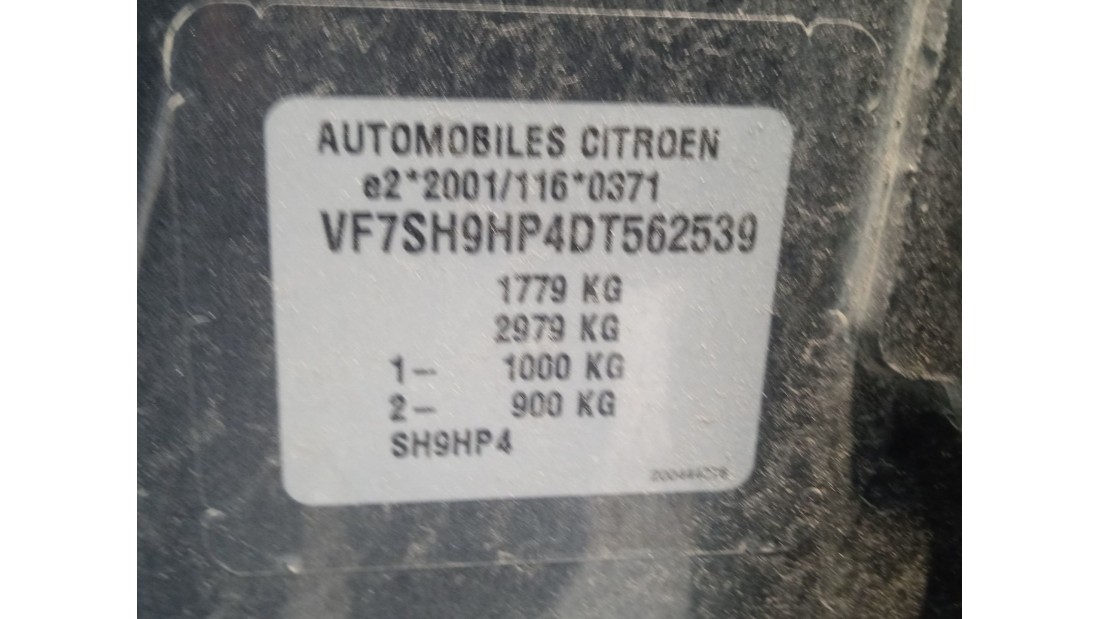 AUTOMOBILES CITROEN
e2*2001/116*0371
VF7SH9HP4DT562539
1779 KG
2979 KG
1- 1000 KG
2- 900 KG
SH9HP4